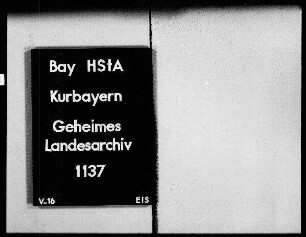 Bay HStA
Kurbayern
Geheimes
Landesarchiv
1137
V-16 EIS